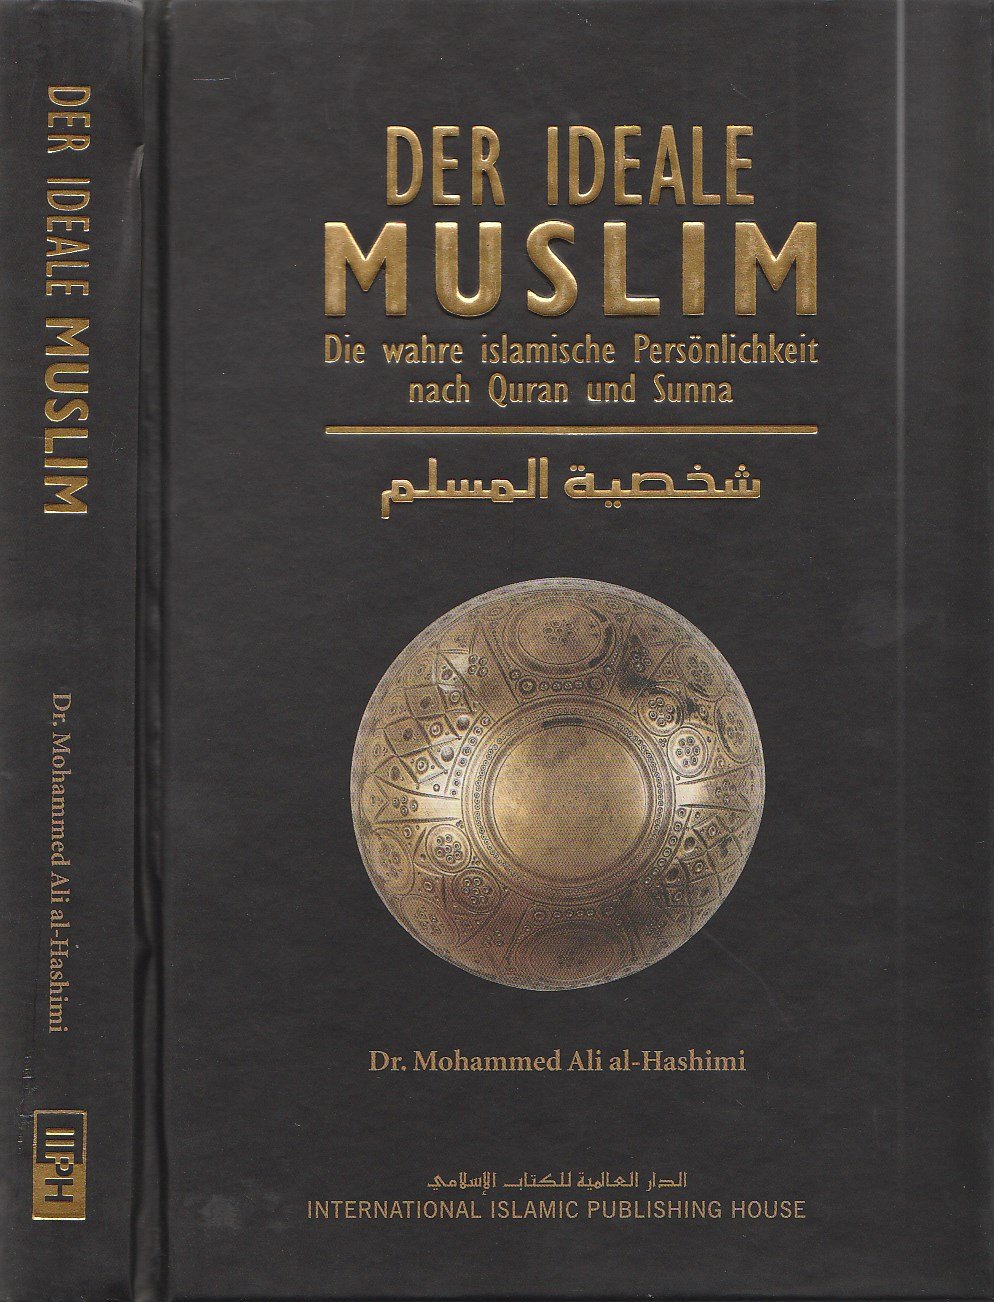 DER IDEALE MUSLIM
Dr. Mohammed Ali al-Hashimi
IIPH
DER IDEALE
MUSLIM
Die wahre islamische Persönlichkeit
nach Quran und Sunna
شخصية المسلم
Dr. Mohammed Ali al-Hashimi
الدار العالمية للكتاب الإسلامي
INTERNATIONAL ISLAMIC PUBLISHING HOUSE